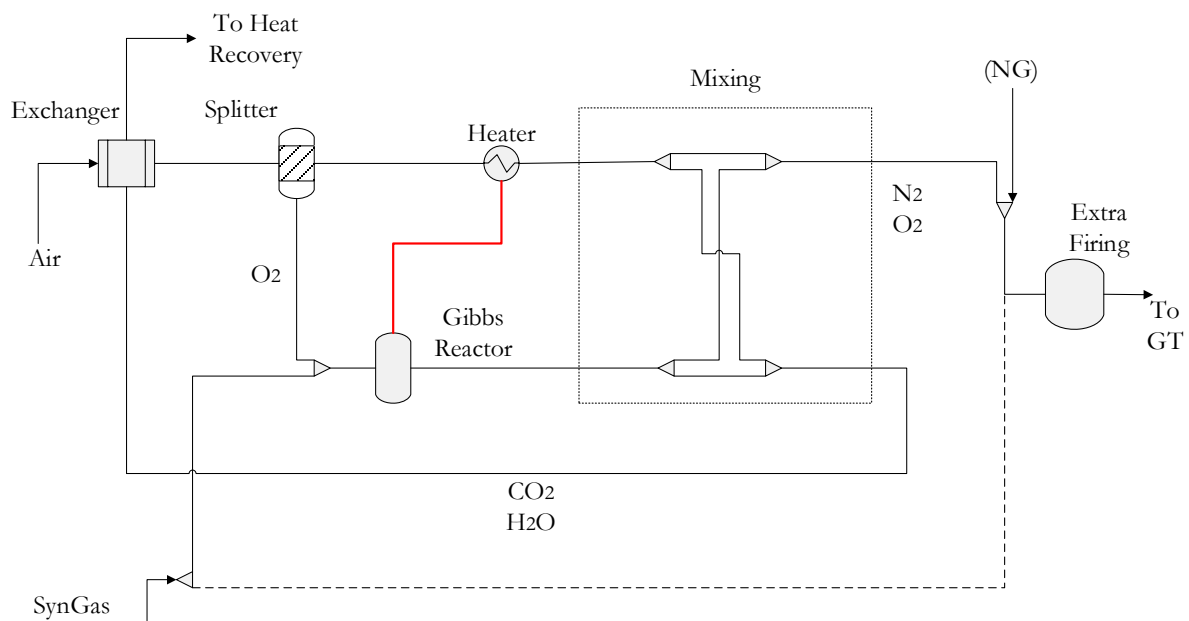 To Heat
Recovery
(NG)
Mixing
Exchanger
Splitter
Heater
N2
O2
Extra
Firing
Air
O2
Gibbs
Reactor
To
GT
CO2
H2O
SynGas